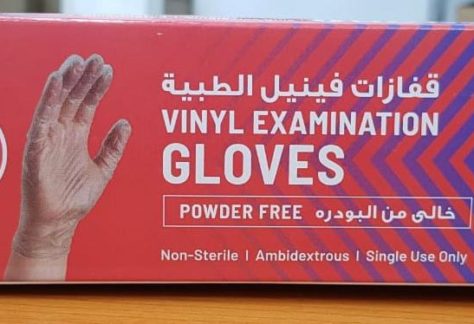 قفازات فينيل الطبية
VINYL EXAMINATION
GLOVES
POWDER FREE خالى من البودره
Non-Sterile | Ambidextrous | Single Use Only